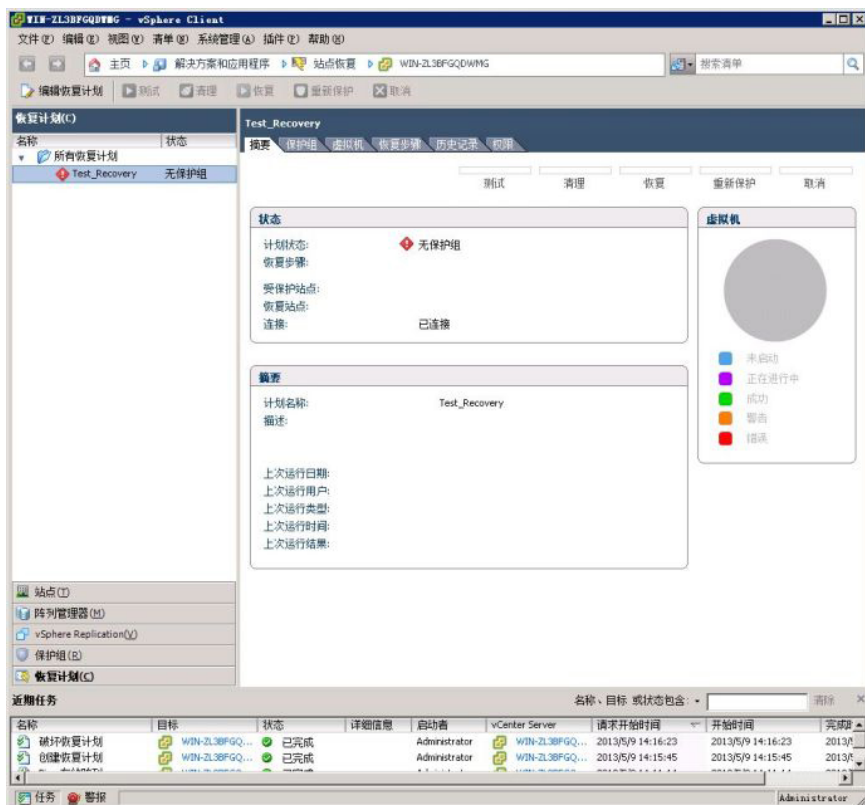 WIN-ZL3BFGQDWMG - vSphere Client
文件(F) 编辑(E) 视图(V) 清单(N) 系统管理(A) 插件(P) 帮助(H)
主页 解决方案和应用程序 站点恢复 WIN-ZL3BFGQDWMG 搜索清单
编辑恢复计划 测试 清理 恢复 重新保护 取消
恢复计划(C)
名称 状态
所有恢复计划
Test_Recovery 无保护组
Test_Recovery
摘要 保护组 虚拟机 恢复步骤 历史记录 权限
测试 清理 恢复 重新保护 取消
状态
计划状态: 无保护组
恢复步骤:
受保护站点:
恢复站点:
连接: 已连接
虚拟机
未启动
正在进行中
成功
警告
错误
摘要
计划名称: Test_Recovery
描述:
上次运行日期:
上次运行用户:
上次运行类型:
上次运行时间:
上次运行结果:
站点(T)
阵列管理器(M)
vSphere Replication(V)
保护组(R)
恢复计划(C)
近期任务 名称、目标 或状态包含: 清除
名称 目标 状态 详细信息 启动者 vCenter Server 请求开始时间 开始时间
破坏恢复计划 WIN-ZL3BFGQ... 已完成 Administrator WIN-ZL3BFGQ... 2013/5/9 14:16:23 2013/5/9 14:16:23
创建恢复计划 WIN-ZL3BFGQ... 已完成 Administrator WIN-ZL3BFGQ... 2013/5/9 14:15:45 2013/5/9 14:15:45
任务 警报 Administrator